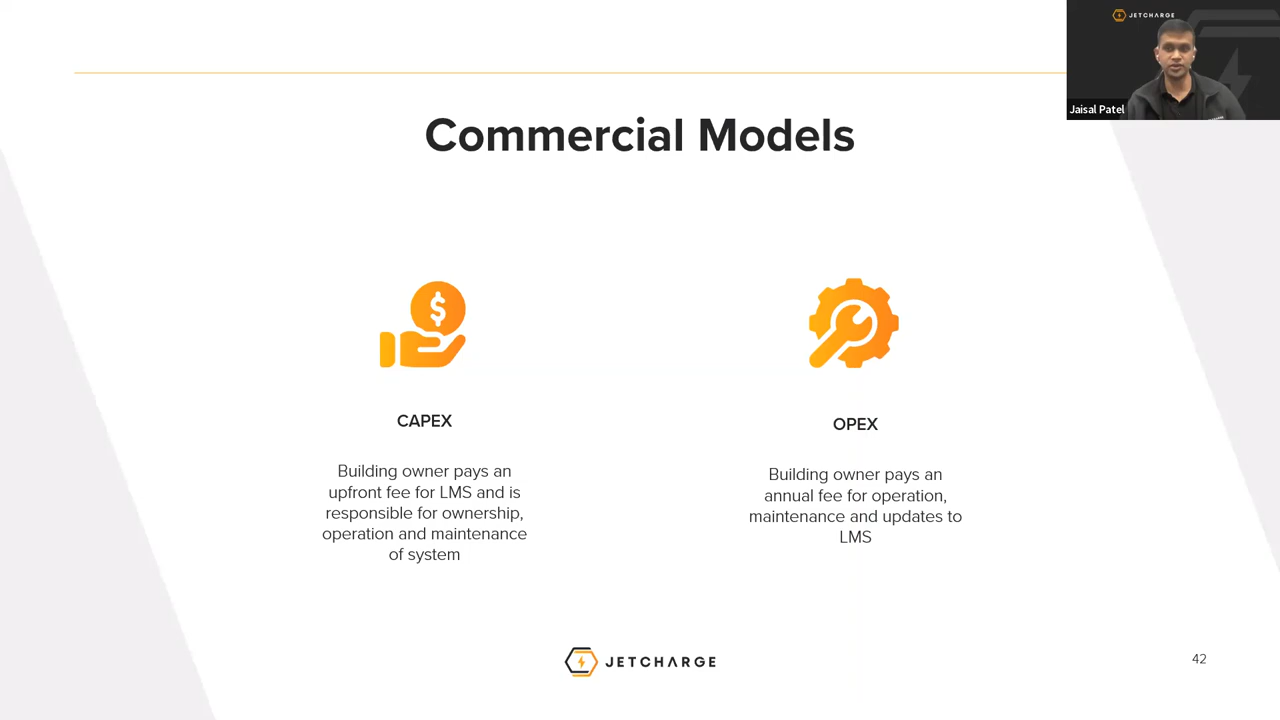 JETCHARGE
Jaisal Patel
Commercial Models
$
CAPEX
Building owner pays an
upfront fee for LMS and is
responsible for ownership,
operation and maintenance
of system
OPEX
Building owner pays an
annual fee for operation,
maintenance and updates to
LMS
JETCHARGE
42